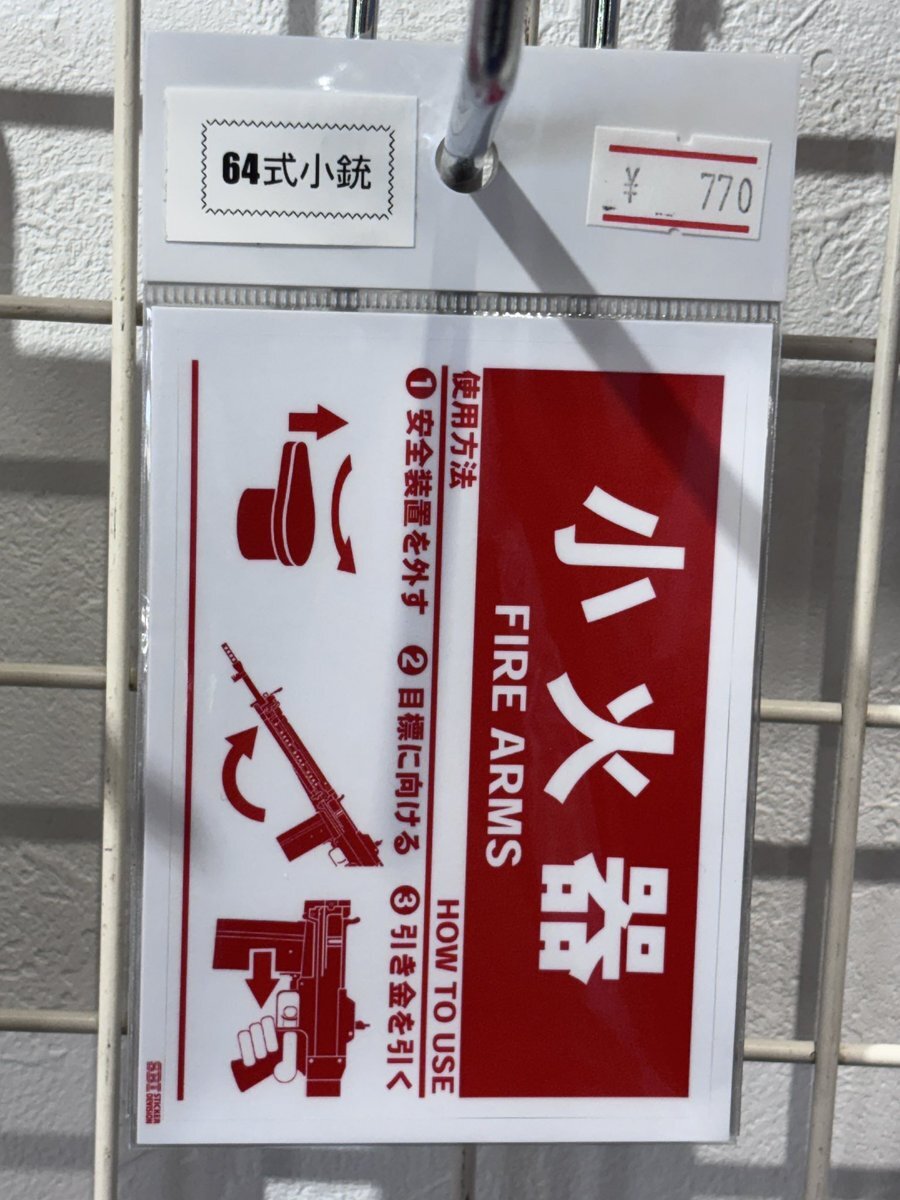 64式小銃
¥ 770
小火器
FIRE ARMS
使用方法 HOW TO USE
❶安全装置を外す ❷目標に向ける ❸引き金を引く
STICKER
DEVISION